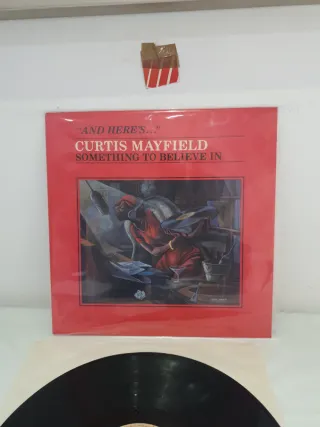 "AND HERE'S..."
CURTIS MAYFIELD
SOMETHING TO BELIEVE IN